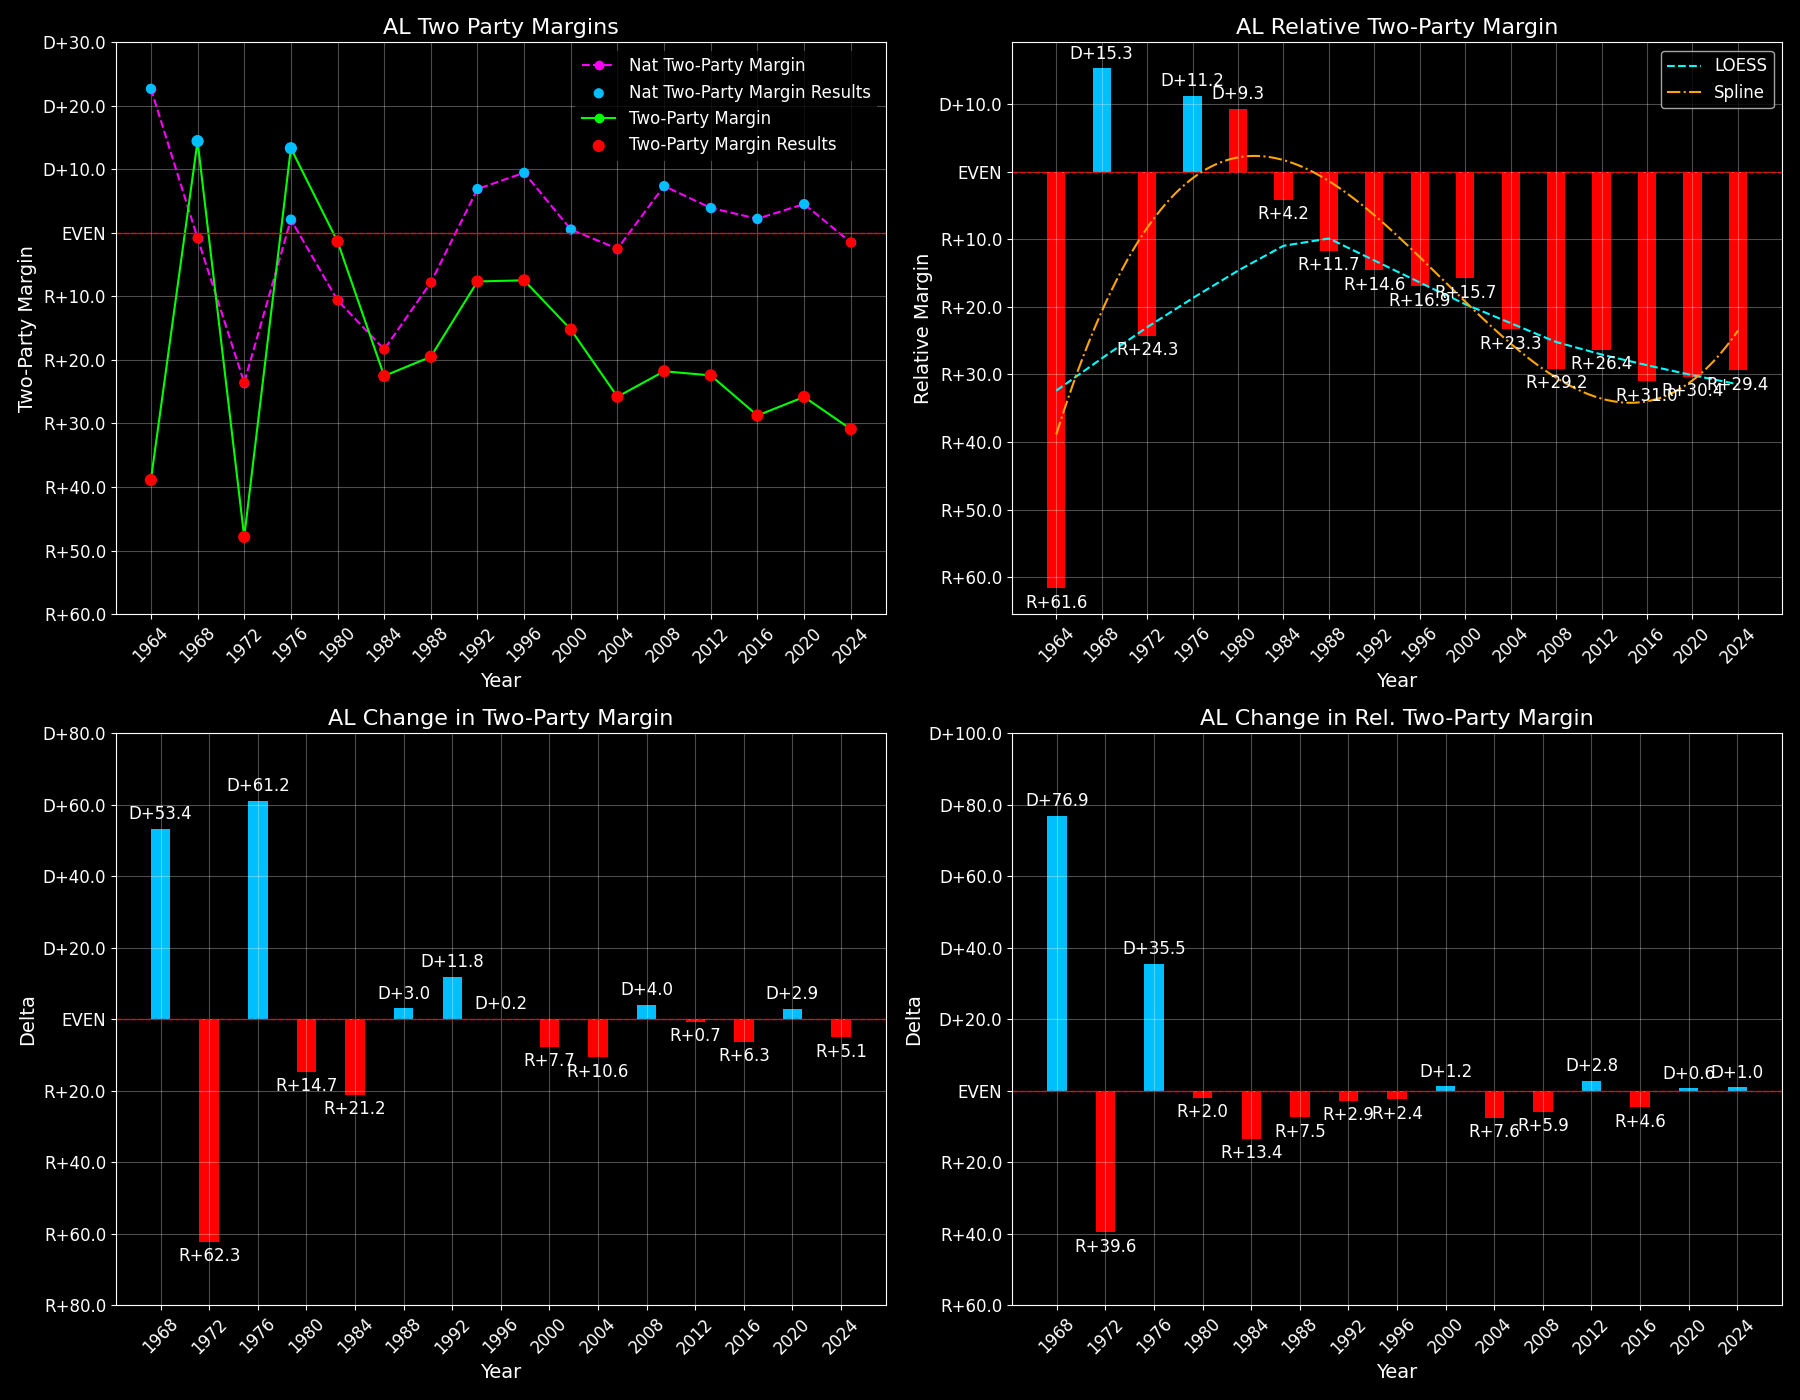 AL Two Party Margins
D+30.0
D+20.0
D+10.0
EVEN
R+10.0
R+20.0
R+30.0
R+40.0
R+50.0
R+60.0
Two-Party Margin
Nat Two-Party Margin
Nat Two-Party Margin Results
Two-Party Margin
Two-Party Margin Results
1964
1968
1972
1976
1980
1984
1988
1992
1996
2000
2004
2008
2012
2016
2020
2024
Year
AL Relative Two-Party Margin
D+10.0
EVEN
R+10.0
R+20.0
R+30.0
R+40.0
R+50.0
R+60.0
Relative Margin
LOESS
Spline
R+61.6
D+15.3
R+24.3
D+11.2
D+9.3
R+4.2
R+11.7
R+14.6
R+16.9
R+15.7
R+23.3
R+29.2
R+26.4
R+31.0
R+30.4
R+29.4
1964
1968
1972
1976
1980
1984
1988
1992
1996
2000
2004
2008
2012
2016
2020
2024
Year
AL Change in Two-Party Margin
D+80.0
D+60.0
D+40.0
D+20.0
EVEN
R+20.0
R+40.0
R+60.0
R+80.0
Delta
D+53.4
R+62.3
D+61.2
R+14.7
R+21.2
D+3.0
D+11.8
D+0.2
R+7.7
R+10.6
D+4.0
R+0.7
R+6.3
D+2.9
R+5.1
1968
1972
1976
1980
1984
1988
1992
1996
2000
2004
2008
2012
2016
2020
2024
Year
AL Change in Rel. Two-Party Margin
D+100.0
D+80.0
D+60.0
D+40.0
D+20.0
EVEN
R+20.0
R+40.0
R+60.0
Delta
D+76.9
R+39.6
D+35.5
R+2.0
R+13.4
R+7.5
R+2.9
R+2.4
D+1.2
R+7.6
R+5.9
D+2.8
R+4.6
D+0.6
D+1.0
1968
1972
1976
1980
1984
1988
1992
1996
2000
2004
2008
2012
2016
2020
2024
Year